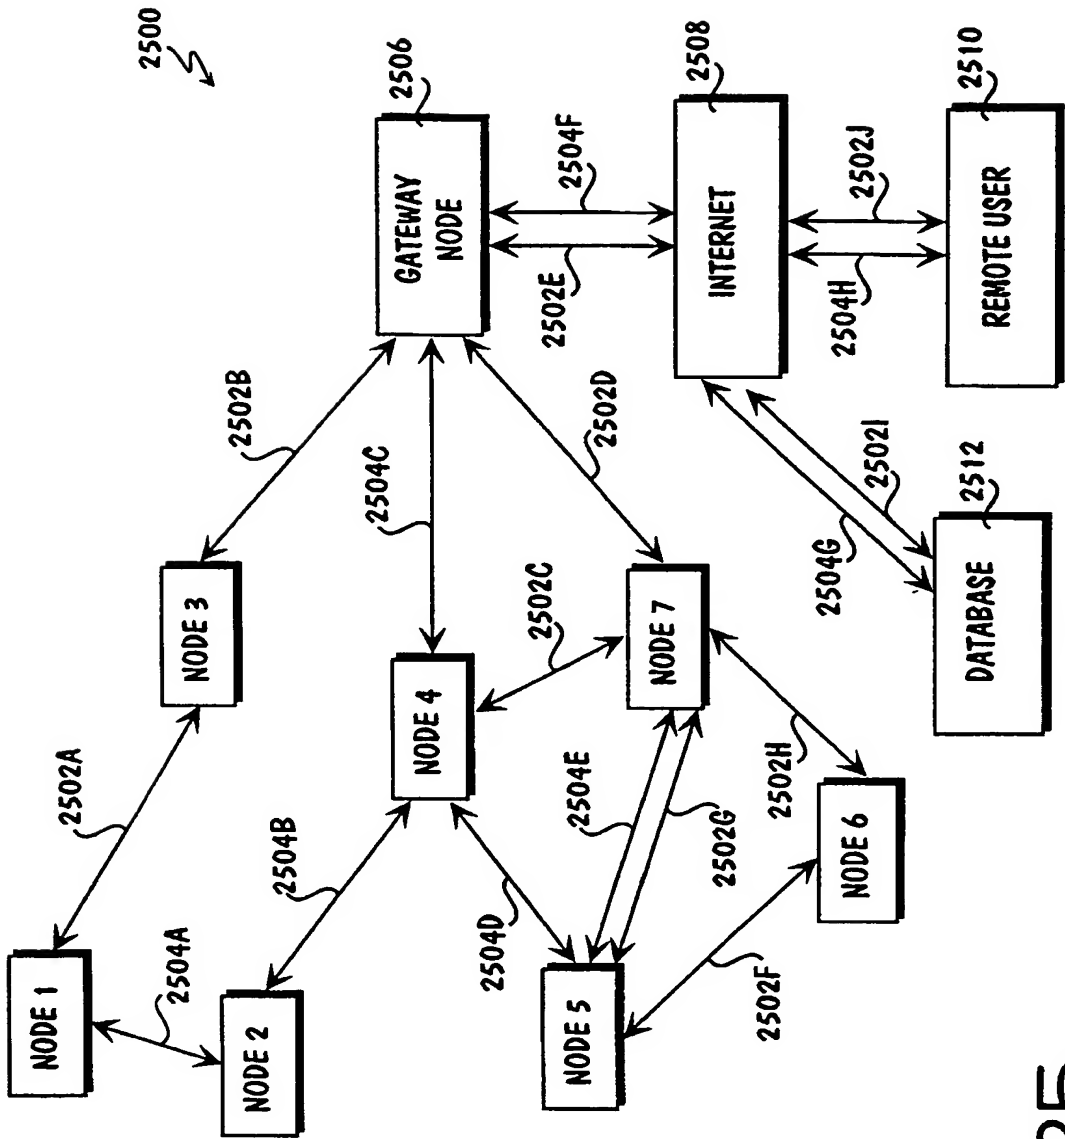 2500
NODE 1
2502A
NODE 3
2502B
GATEWAY
NODE
2506
2504A
NODE 2
2504B
NODE 4
2504C
2504D
2502C
2502D
2502E
2504F
NODE 5
2504E
2502G
NODE 7
INTERNET
2508
2502F
2502H
NODE 6
2504G
2502I
2504H
2502J
DATABASE
2512
REMOTE USER
2510
25